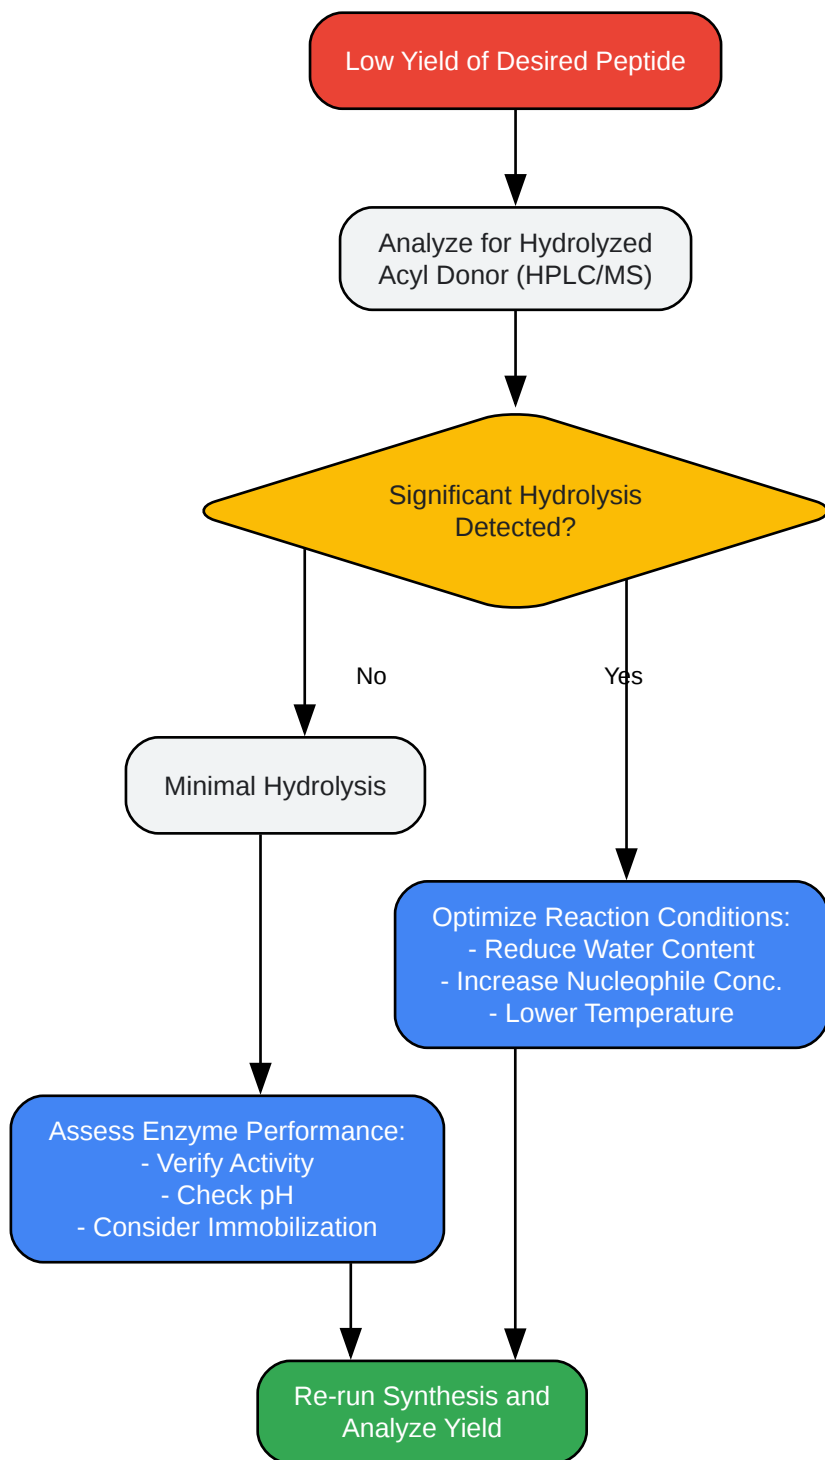 Low Yield of Desired Peptide
Analyze for Hydrolyzed
Acyl Donor (HPLC/MS)
Significant Hydrolysis
Detected?
No
Yes
Minimal Hydrolysis
Optimize Reaction Conditions:
- Reduce Water Content
- Increase Nucleophile Conc.
- Lower Temperature
Assess Enzyme Performance:
- Verify Activity
- Check pH
- Consider Immobilization
Re-run Synthesis and
Analyze Yield